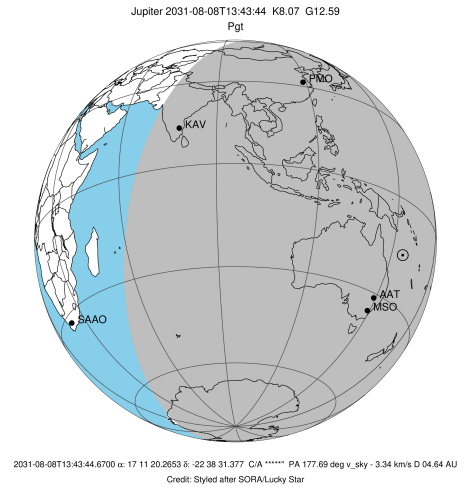 Jupiter 2031-08-08T13:43:44 K8.07 G12.59
Pgt
PMO
KAV
AAT
MSO
SAAO
2031-08-08T13:43:44.6700 α: 17 11 20.2653 δ: -22 38 31.377 C/A *****" PA 177.69 deg v_sky - 3.34 km/s D 04.64 AU
Credit: Styled after SORA/Lucky Star